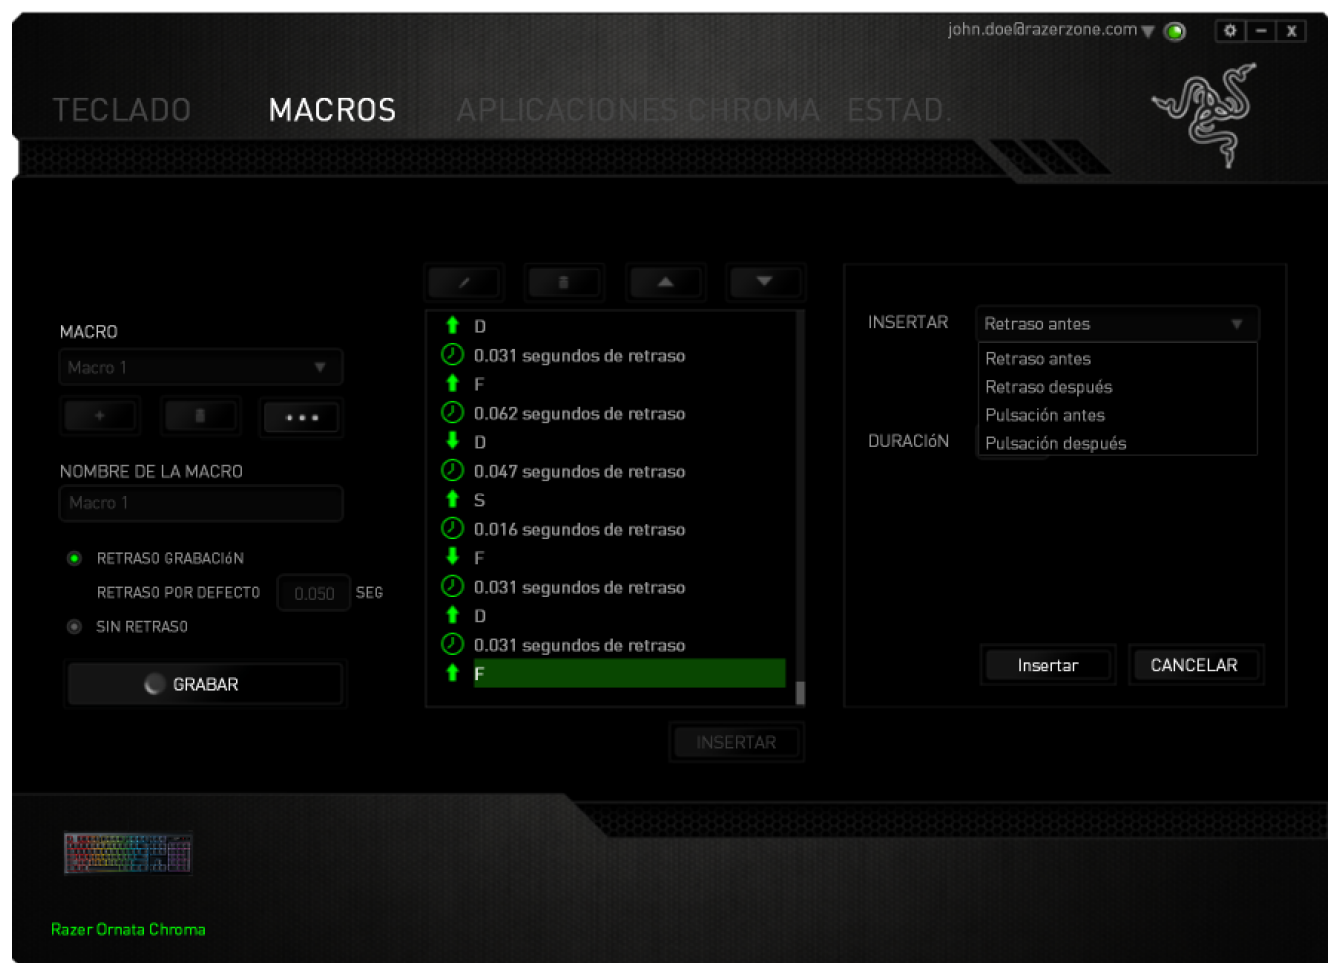 john.doe@razerzone.com
TECLADO MACROS APLICACIONES CHROMA ESTAD.
MACRO
Macro 1
NOMBRE DE LA MACRO
Macro 1
RETRASO GRABACIóN
RETRASO POR DEFECTO 0.050 SEG
SIN RETRASO
GRABAR
D
0.031 segundos de retraso
F
0.062 segundos de retraso
D
0.047 segundos de retraso
S
0.016 segundos de retraso
F
0.031 segundos de retraso
D
0.031 segundos de retraso
F
INSERTAR
INSERTAR Retraso antes
Retraso antes
Retraso después
Pulsación antes
Pulsación después
DURACIóN
Insertar CANCELAR
Razer Ornata Chroma